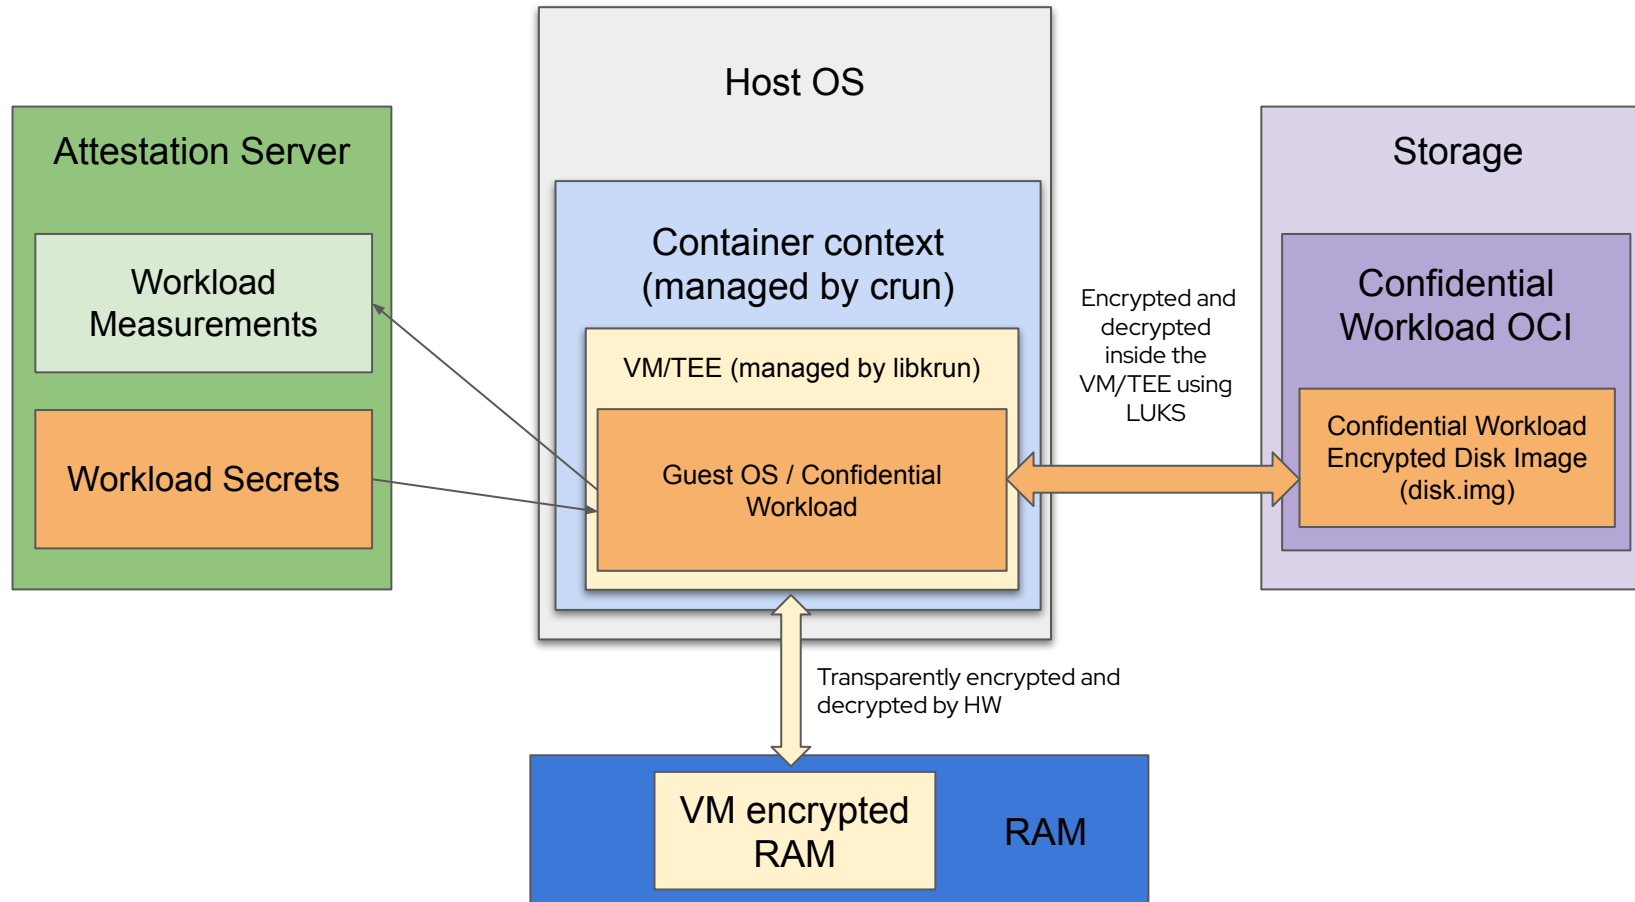 Host OS
Attestation Server
Workload
Measurements
Workload Secrets
Container context
(managed by crun)
VM/TEE (managed by libkrun)
Guest OS / Confidential
Workload
Encrypted and
decrypted
inside the
VM/TEE using
LUKS
Storage
Confidential
Workload OCI
Confidential Workload
Encrypted Disk Image
(disk.img)
Transparently encrypted and
decrypted by HW
VM encrypted
RAM
RAM